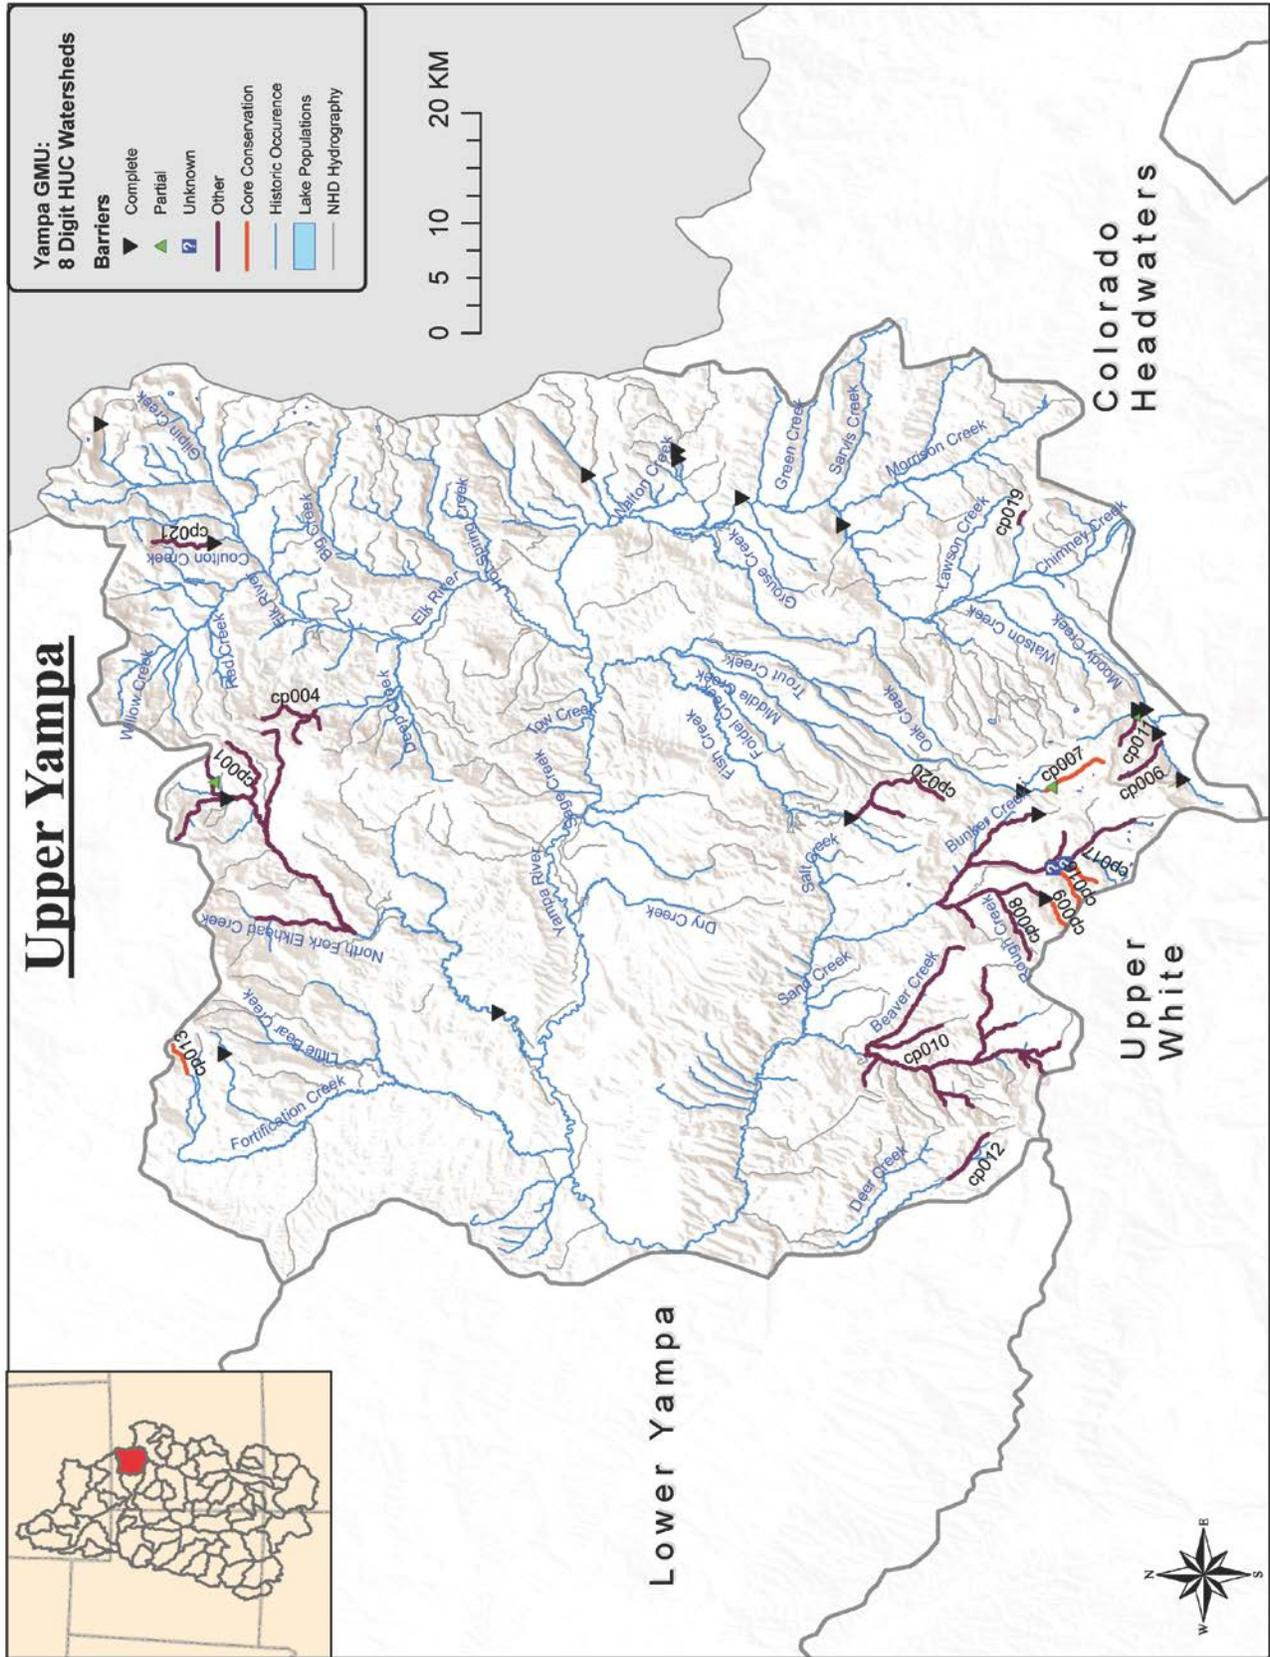 Upper Yampa
Yampa GMU:
8 Digit HUC Watersheds
Barriers
Complete
Partial
? Unknown
Other
Core Conservation
Historic Occurence
Lake Populations
NHD Hydrography
0 5 10 20 KM
Willow Creek
Red Creek
cp021
Coulton Creek
Gilpin Creek
Elk River
Elk River
Big Creek
Elk River
Hot Spring Creek
cp001
cp004
Deep Creek
North Fork Elkhead Creek
cp013
Little Bear Creek
Fortification Creek
Tow Creek
Sage Creek
Yampa River
Dry Creek
Walton Creek
Green Creek
Sarvis Creek
Morrison Creek
Grouse Creek
Lawson Creek
cp019
Chimney Creek
Watson Creek
Moody Creek
Trout Creek
Middle Creek
Foidel Creek
Fish Creek
Oak Creek
Salt Creek
cp020
Bunker Creek
cp007
cp006
cp017
cp016
cp009
cp008
Rough Creek
Sand Creek
Beaver Creek
cp010
Deer Creek
cp012
Colorado
Headwaters
Upper
White
Lower Yampa
N
E
S
W